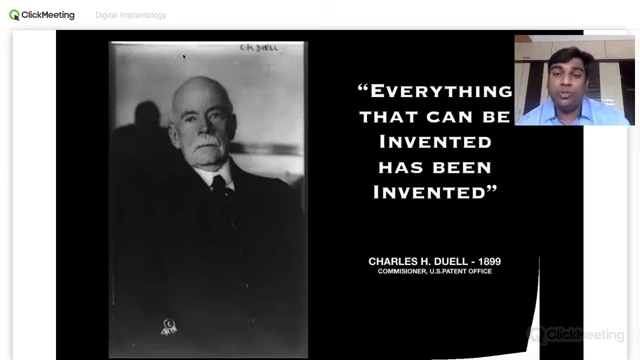 ClickMeeting
Digital Implantology
C.H. DUELL
“EVERYTHING
THAT CAN BE
INVENTED
HAS BEEN
INVENTED”
CHARLES H. DUELL - 1899
COMMISIONER, U.S.PATENT OFFICE
ClickMeeting